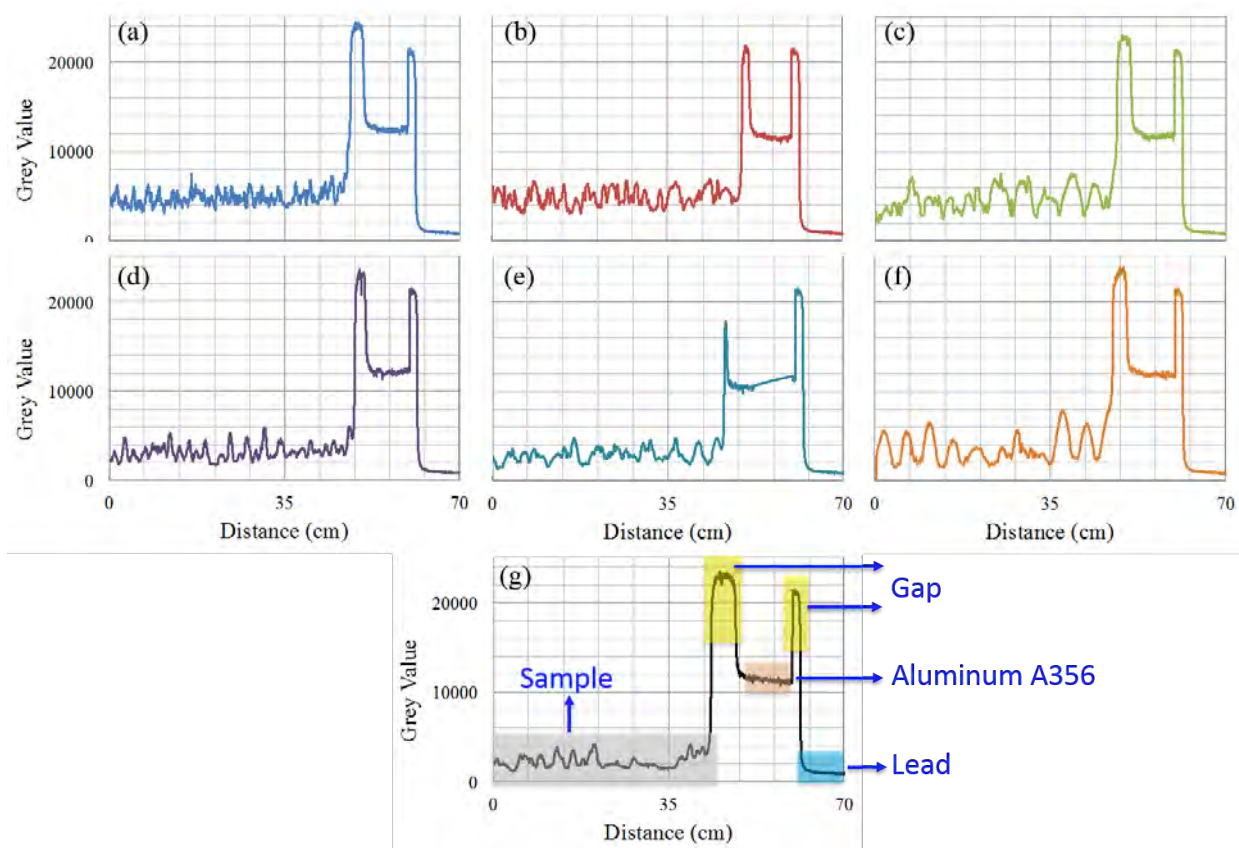 (a) (b) (c)
20000
10000
0
Grey Value
(d) (e) (f)
20000
10000
0
Grey Value
0 35 70 0 35 70 0 35 70
Distance (cm) Distance (cm) Distance (cm)
(g)
Gap
20000
Sample
Aluminum A356
10000
Grey Value
Lead
0
0 35 70
Distance (cm)